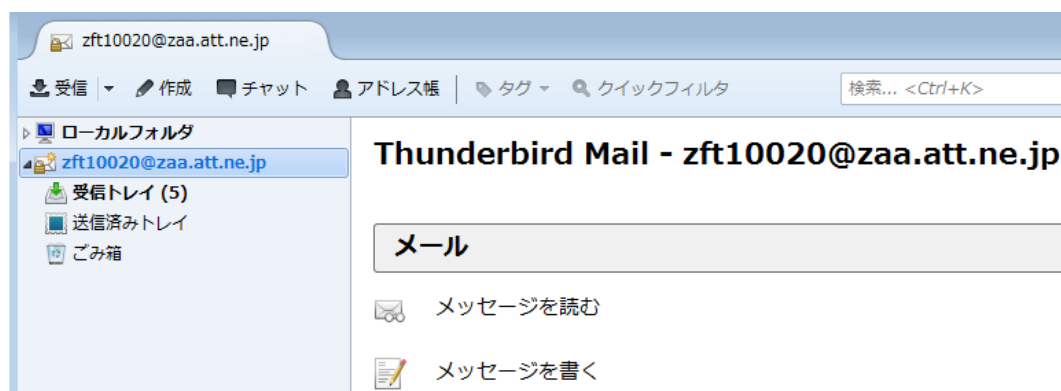 zft10020@zaa.att.ne.jp
受信 作成 チャット アドレス帳 タグ クイックフィルタ 検索... <Ctrl+K>
ローカルフォルダ
zft10020@zaa.att.ne.jp
受信トレイ (5)
送信済みトレイ
ごみ箱
Thunderbird Mail - zft10020@zaa.att.ne.jp
メール
メッセージを読む
メッセージを書く